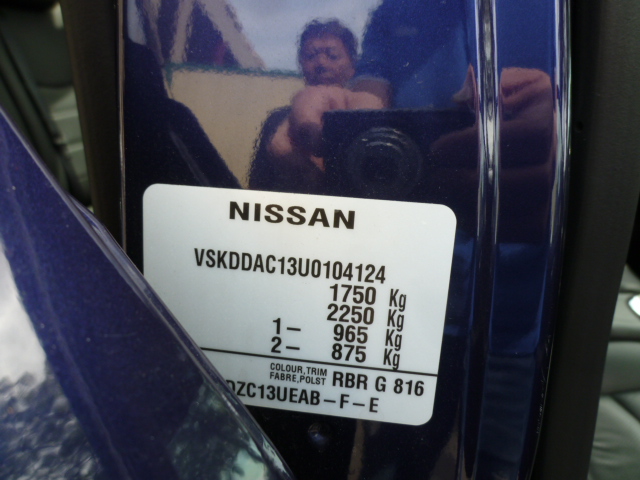 NISSAN
VSKDDAC13U0104124
1750 Kg
2250 Kg
1- 965 Kg
2- 875 Kg
COLOUR,TRIM
FABRE,POLST RBR G 816
DZC13UEAB-F-E